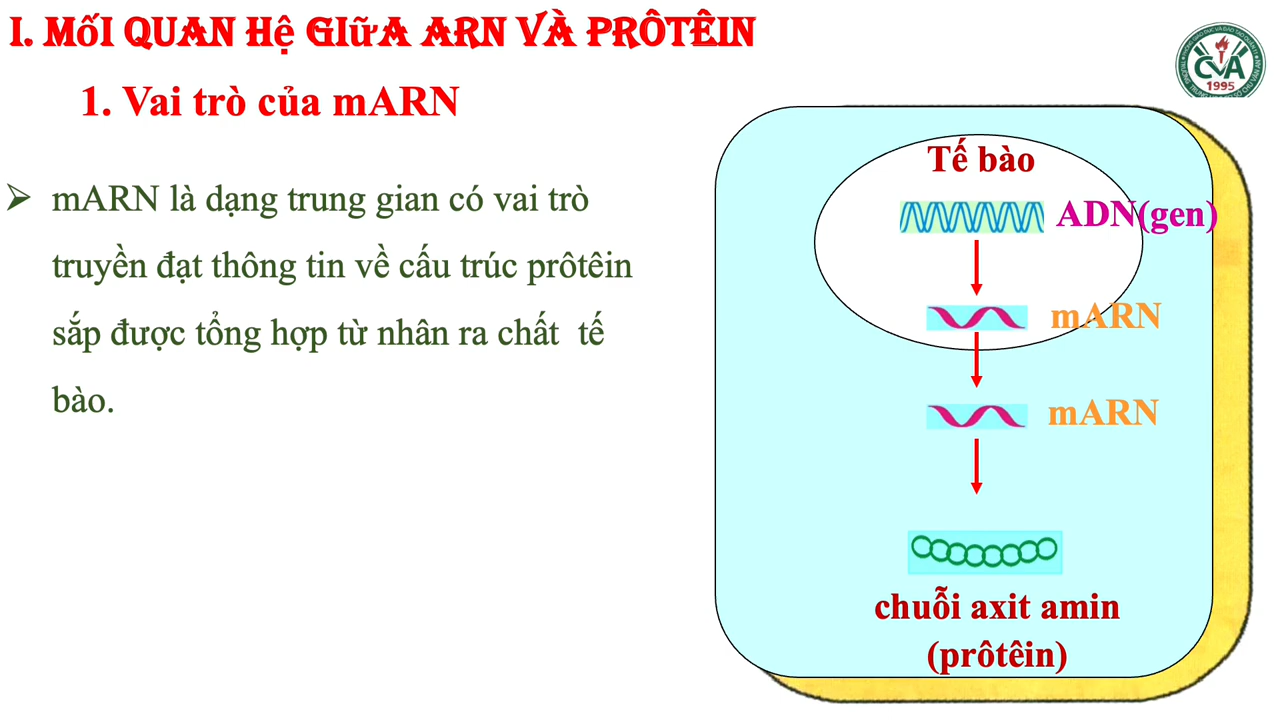 I. MỐI QUAN HỆ GIỮA ARN VÀ PRÔTÊIN
1. Vai trò của mARN
➢ mARN là dạng trung gian có vai trò
truyền đạt thông tin về cấu trúc prôtêin
sắp được tổng hợp từ nhân ra chất tế
bào.
Tế bào
ADN(gen)
mARN
mARN
chuỗi axit amin
(prôtêin)
CVA
1995